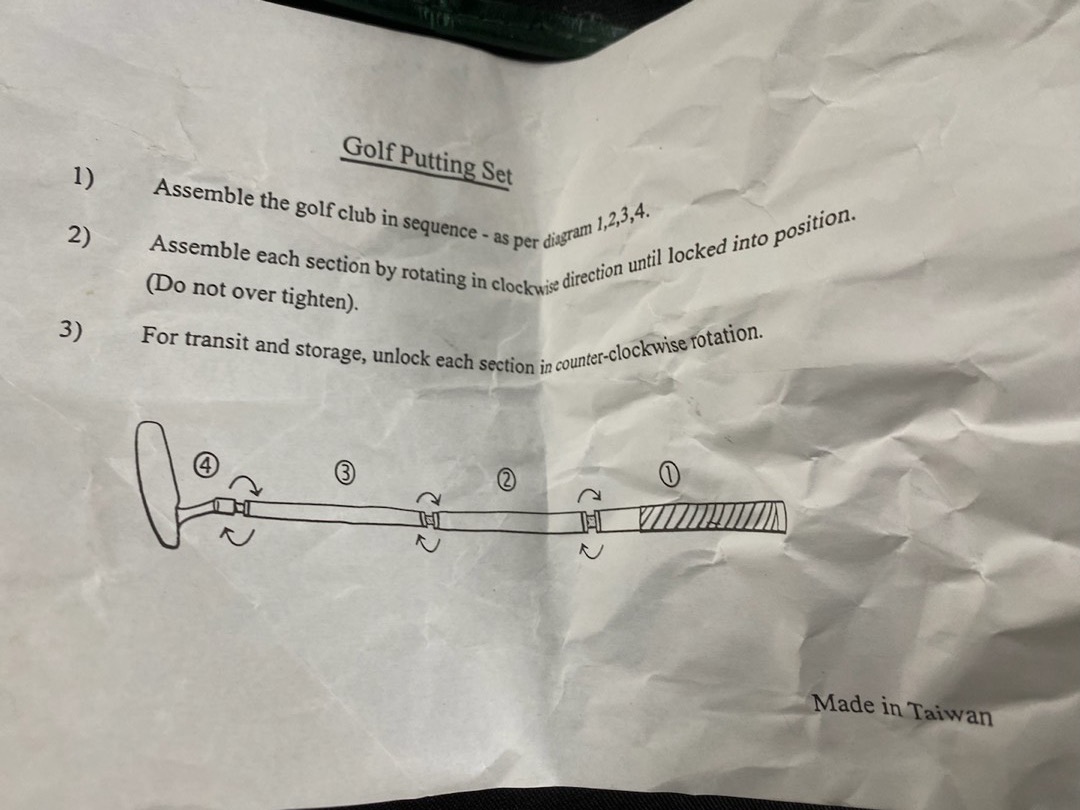 Golf Putting Set
1) Assemble the golf club in sequence - as per diagram 1,2,3,4.
2) Assemble each section by rotating in clockwise direction until locked into position.
(Do not over tighten).
3) For transit and storage, unlock each section in counter-clockwise rotation.
④ ③ ② ①
Made in Taiwan